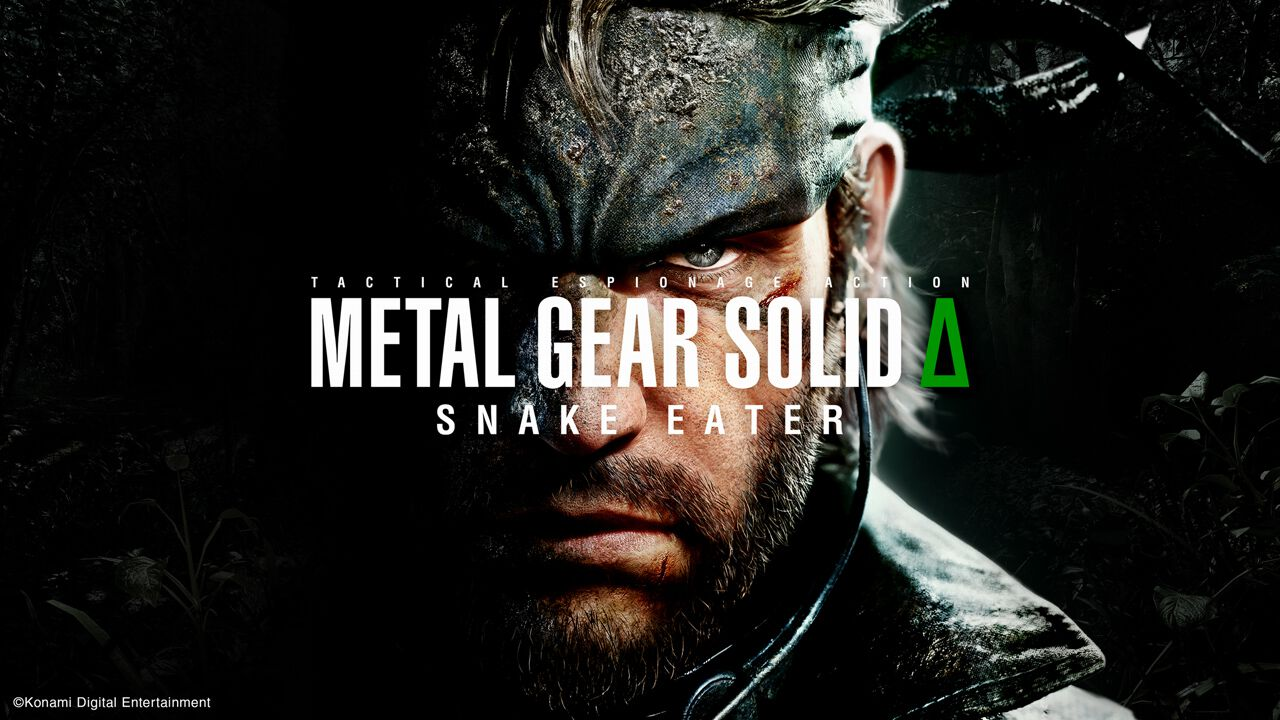 TACTICAL ESPIONAGE ACTION
METAL GEAR SOLID Δ
SNAKE EATER
©Konami Digital Entertainment